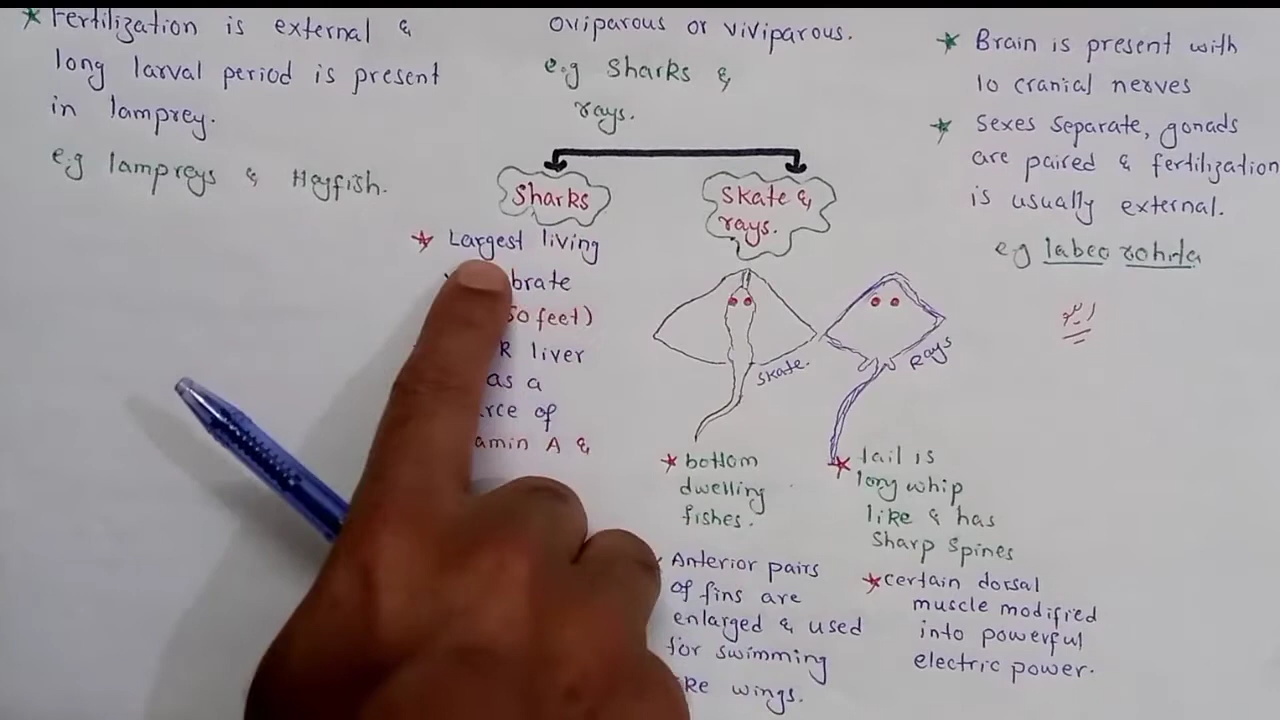 * Fertilization is external &
long larval period is present
in lamprey.
e.g lampreys & Hagfish.
oviparous or viviparous.
e.g Sharks &
rays.
Sharks
* Largest living
brate
50 feet)
R liver
as a
rce of
amin A &
Skate &
rays.
Skate.
Rays
* bottom
dwelling
fishes.
Anterior pairs
of fins are
enlarged & used
for swimming
ke wings.
* Tail is
long whip
like & has
Sharp spines
* certain dorsal
muscle modified
into powerful
electric power.
* Brain is present with
10 cranial nerves
* Sexes separate, gonads
are paired & fertilization
is usually external.
e.g labeo rohita